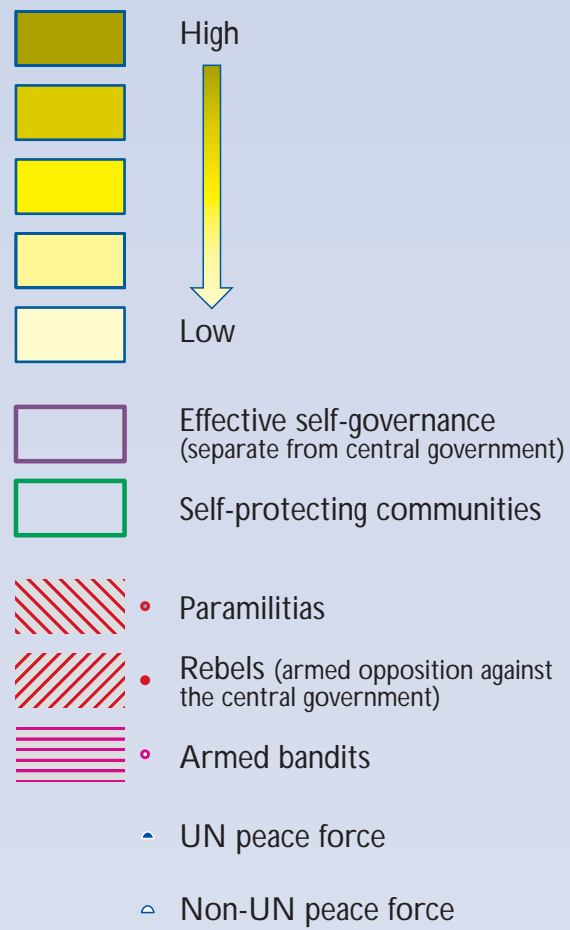 High
Low
Effective self-governance
(separate from central government)
Self-protecting communities
Paramilitias
Rebels (armed opposition against
the central government)
Armed bandits
UN peace force
Non-UN peace force